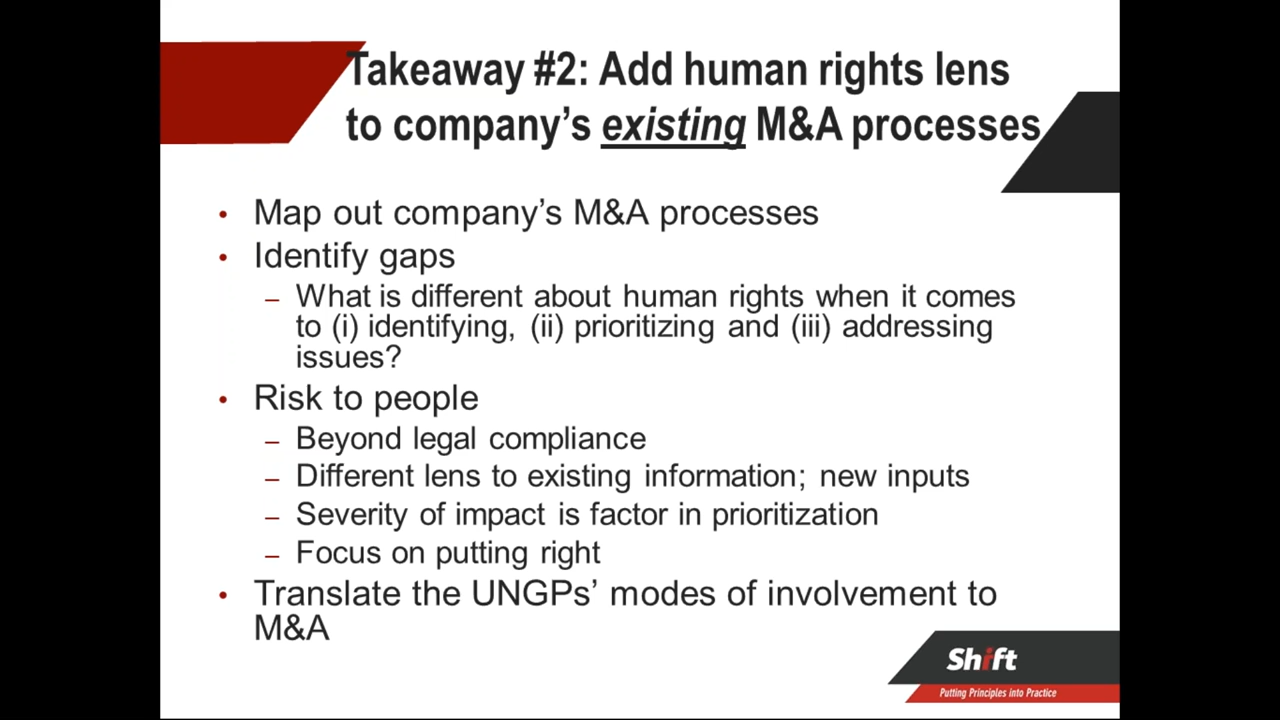 Takeaway #2: Add human rights lens
to company’s existing M&A processes
• Map out company’s M&A processes
• Identify gaps
– What is different about human rights when it comes
to (i) identifying, (ii) prioritizing and (iii) addressing
issues?
• Risk to people
– Beyond legal compliance
– Different lens to existing information; new inputs
– Severity of impact is factor in prioritization
– Focus on putting right
• Translate the UNGPs’ modes of involvement to
M&A
Shift
Putting Principles into Practice